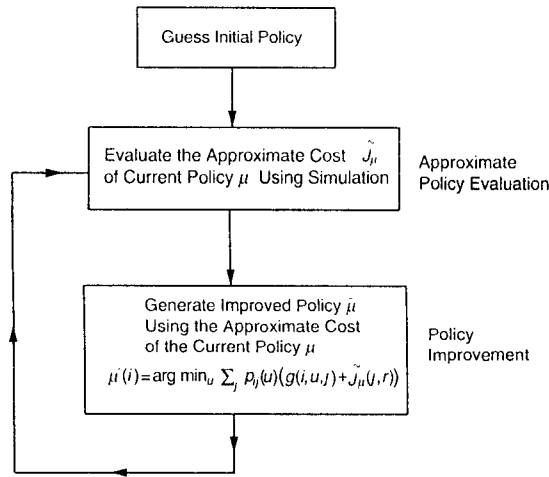 Guess Initial Policy
Evaluate the Approximate Cost J̃μ
of Current Policy μ Using Simulation
Approximate
Policy Evaluation
Generate Improved Policy μ̄
Using the Approximate Cost
of the Current Policy μ
μ̄(i) = arg minᵤ ∑ⱼ pᵢⱼ(u)(g(i,u,j) + J̃μ(j,r))
Policy
Improvement